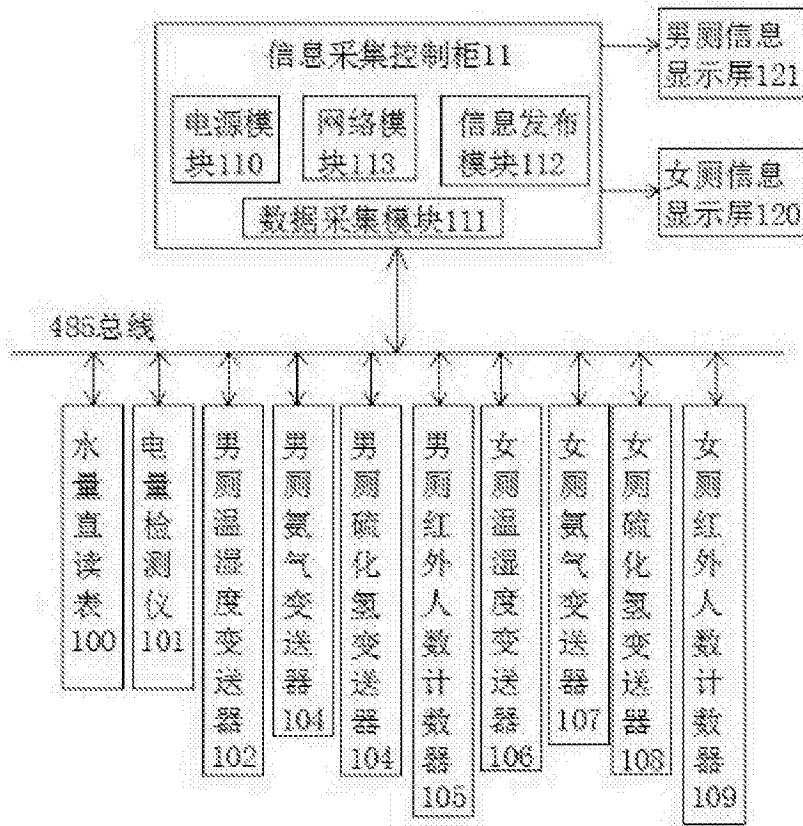 信息采集控制柜11
电源模
块110
网络模
块113
信息发布
模块112
数据采集模块111
男厕信息
显示屏121
女厕信息
显示屏120
485总线
水量直读表100
电量检测仪101
男厕温湿度变送器102
男厕氨气变送器104
男厕硫化氢变送器104
男厕红外人数计数器105
女厕温湿度变送器106
女厕氨气变送器107
女厕硫化氢变送器108
女厕红外人数计数器109